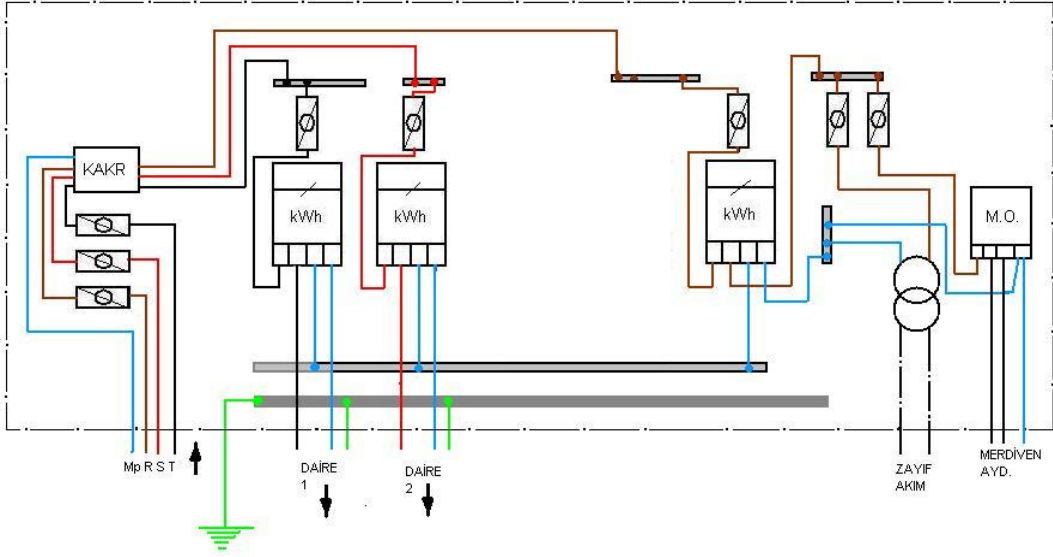 KAKR
kWh
kWh
kWh
M.O.
Mp R S T
DAİRE
1
DAİRE
2
ZAYIF
AKIM
MERDİVEN
AYD.